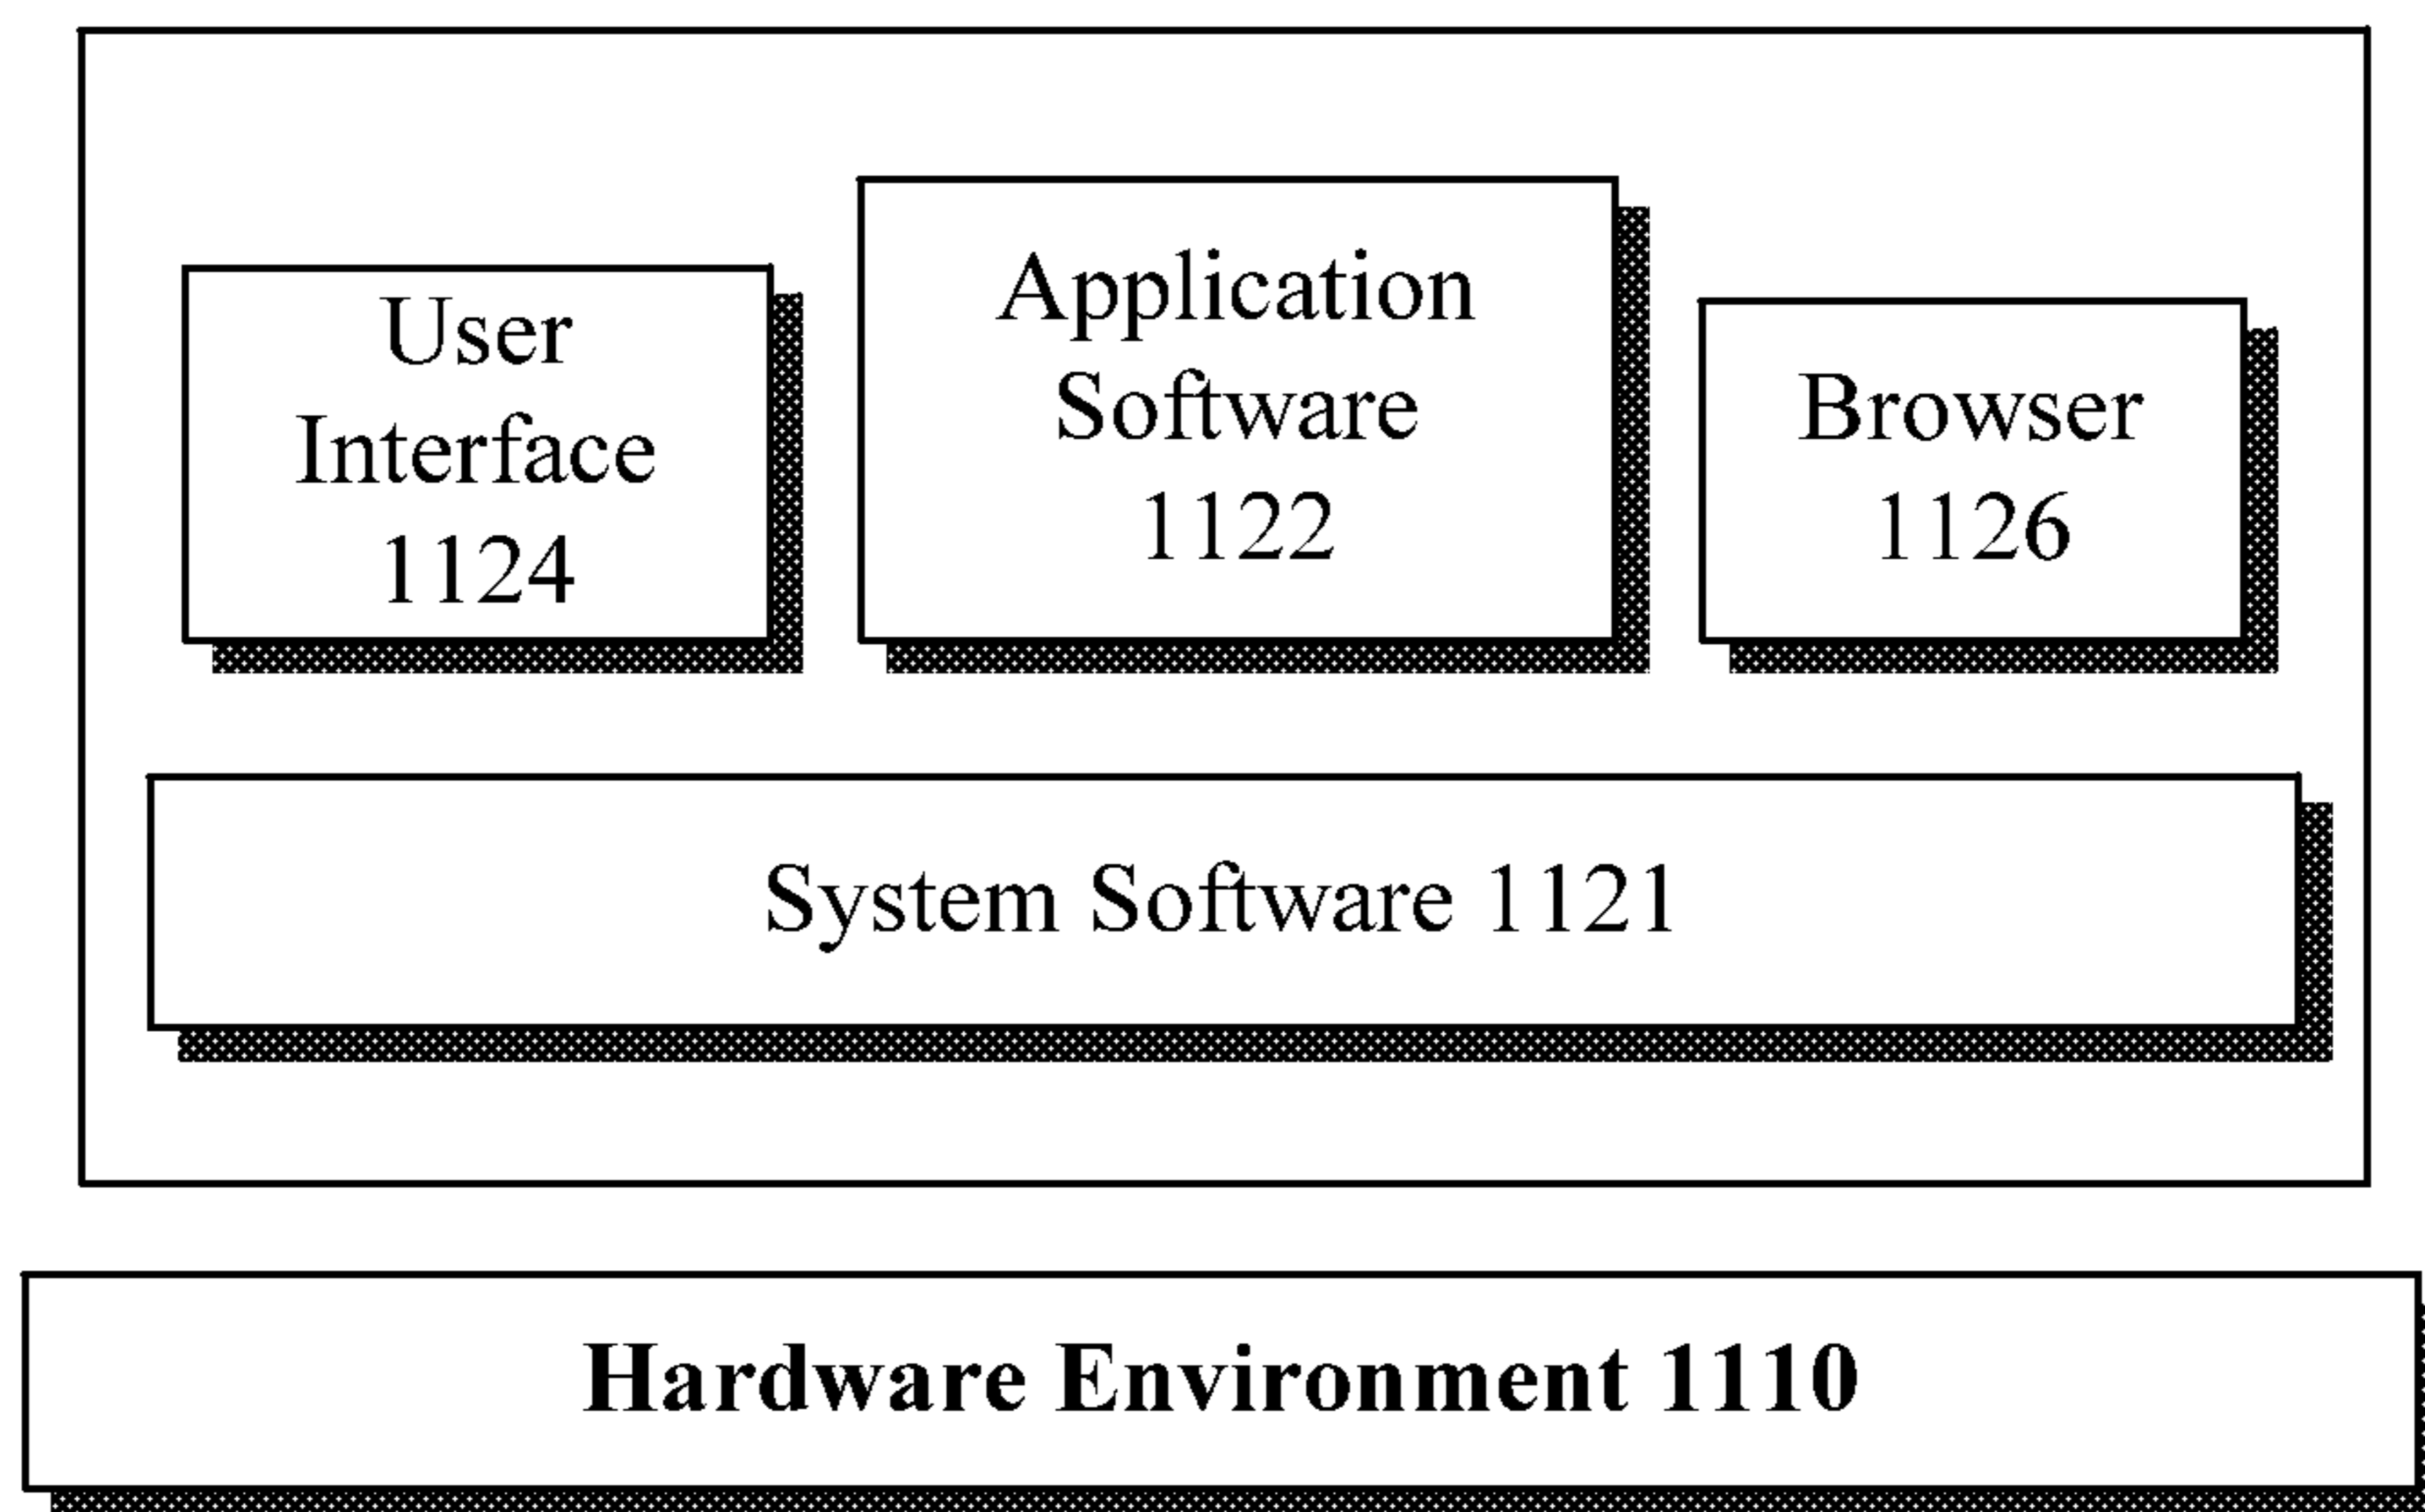 User
Interface
1124
Application
Software
1122
Browser
1126
System Software 1121
Hardware Environment 1110